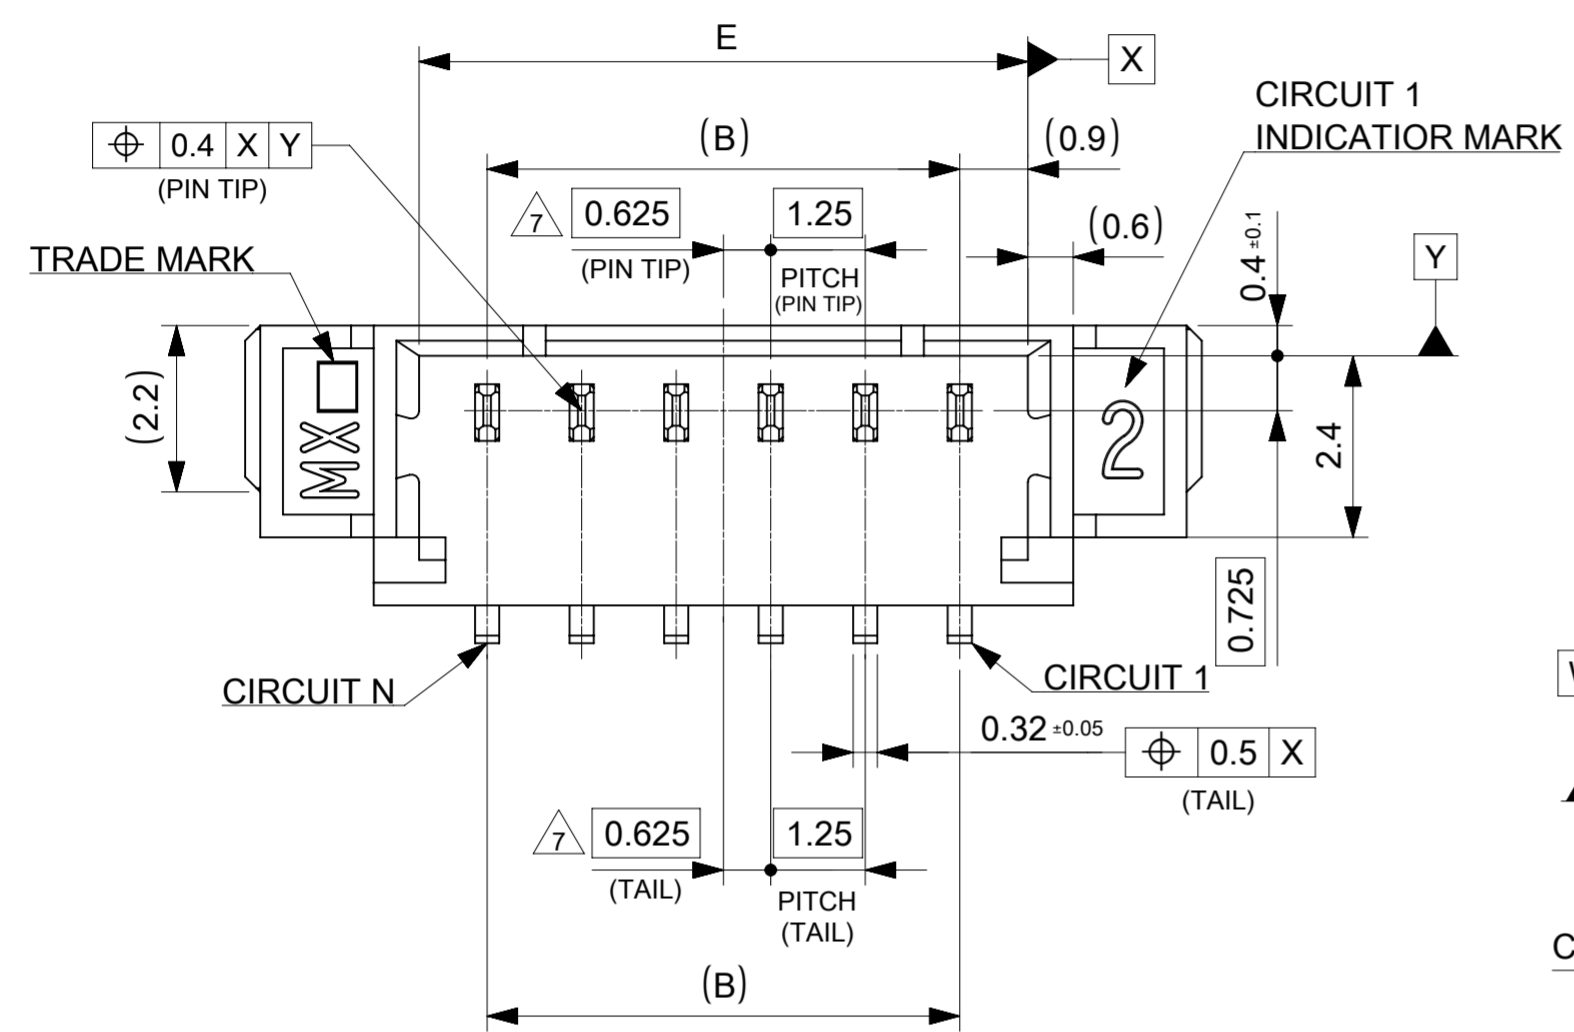 E
X
CIRCUIT 1
INDICATIOR MARK
⌖ 0.4 X Y
(PIN TIP)
(B)
(0.9)
7 0.625
(PIN TIP)
1.25
PITCH
(PIN TIP)
(0.6)
0.4 ±0.1
Y
TRADE MARK
(2.2)
MX
2
2.4
0.725
CIRCUIT N
CIRCUIT 1
0.32 ±0.05
⌖ 0.5 X
(TAIL)
7 0.625
(TAIL)
1.25
PITCH
(TAIL)
(B)
C